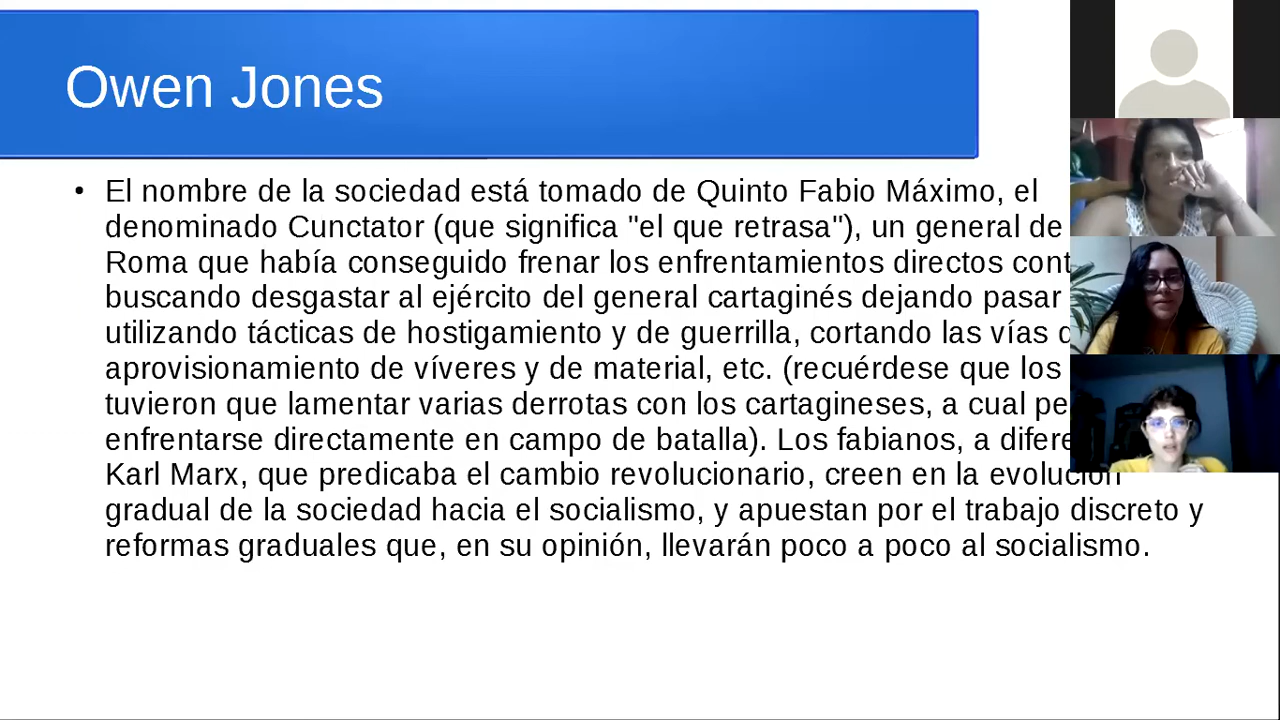 Owen Jones
• El nombre de la sociedad está tomado de Quinto Fabio Máximo, el
denominado Cunctator (que significa "el que retrasa"), un general de
Roma que había conseguido frenar los enfrentamientos directos
buscando desgastar al ejército del general cartaginés dejando pasar
utilizando tácticas de hostigamiento y de guerrilla, cortando las vías
aprovisionamiento de víveres y de material, etc. (recuérdese que los
tuvieron que lamentar varias derrotas con los cartagineses, a cual
enfrentarse directamente en campo de batalla). Los fabianos, a
Karl Marx, que predicaba el cambio revolucionario, creen en la evolución
gradual de la sociedad hacia el socialismo, y apuestan por el trabajo discreto y
reformas graduales que, en su opinión, llevarán poco a poco al socialismo.